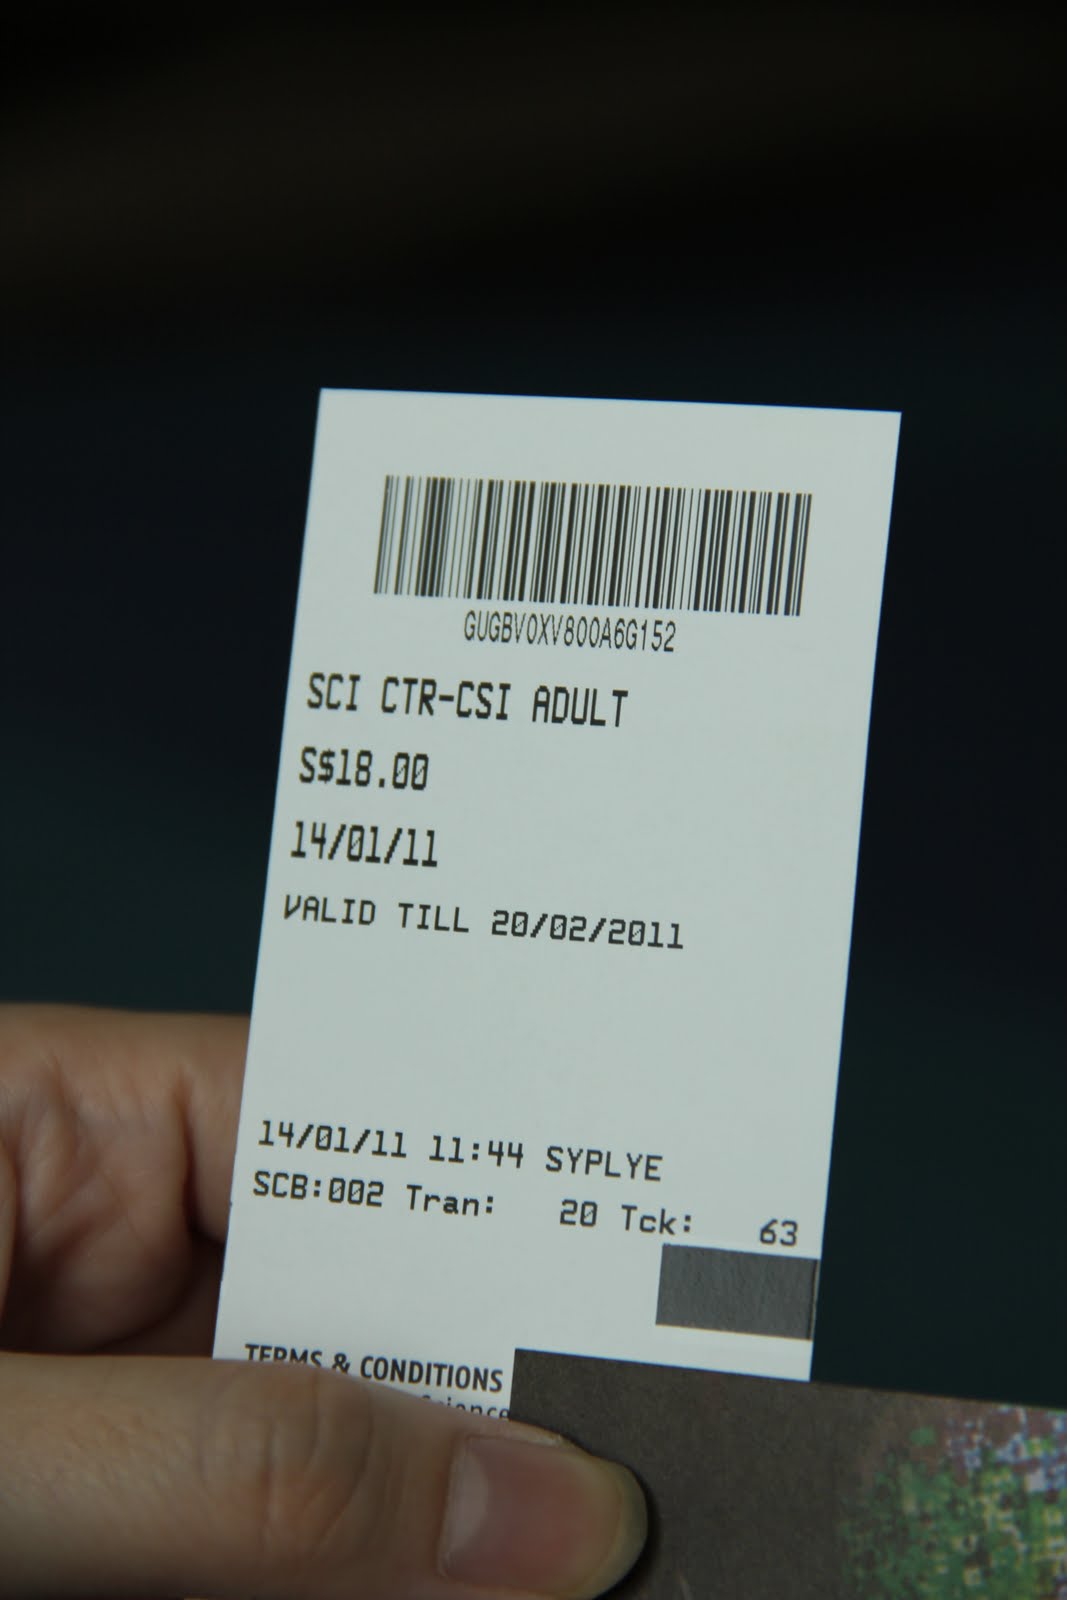 GUGBV0XV800A6G152
SCI CTR-CSI ADULT
S$18.00
14/01/11
VALID TILL 20/02/2011
14/01/11 11:44 SYPLYE
SCB:002 Tran: 20 Tck: 63
TERMS & CONDITIONS
Science